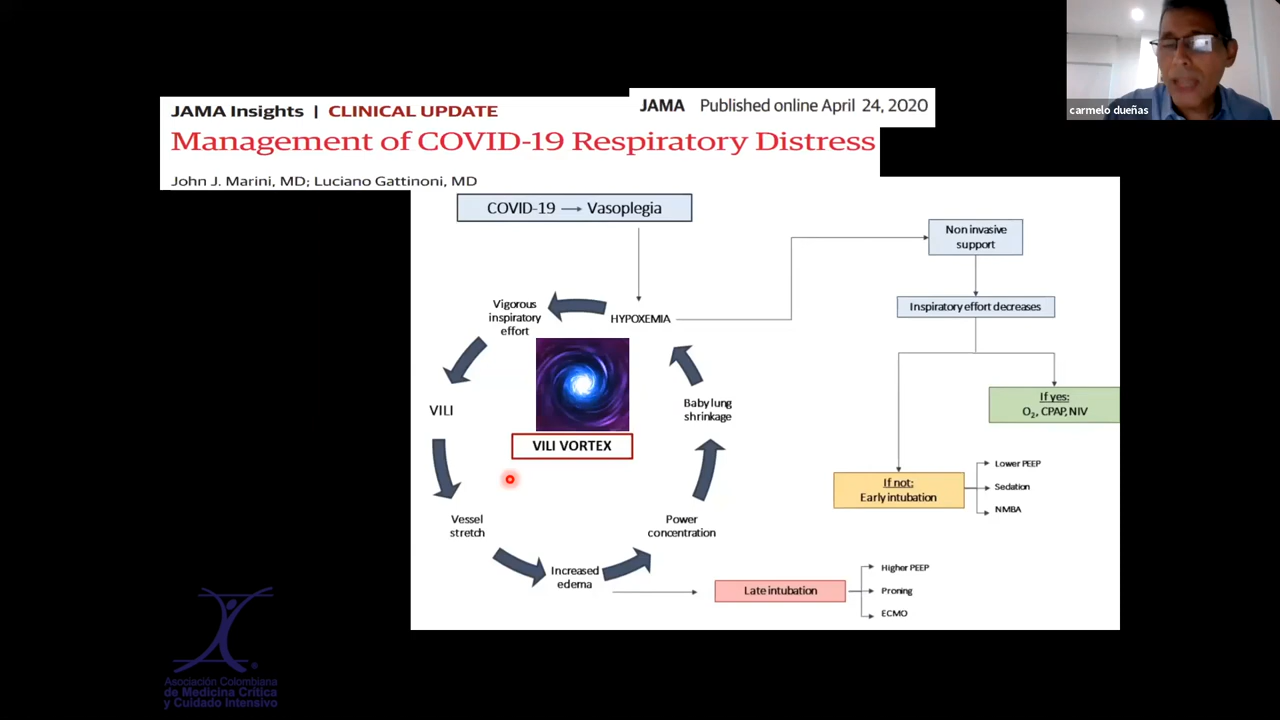 carmelo dueñas
JAMA Insights | CLINICAL UPDATE
JAMA Published online April 24, 2020
Management of COVID-19 Respiratory Distress
John J. Marini, MD; Luciano Gattinoni, MD
COVID-19 → Vasoplegia
HYPOXEMIA
Vigorous
inspiratory
effort
VILI
Vessel
stretch
Increased
edema
Power
concentration
Baby lung
shrinkage
VILI VORTEX
Non invasive
support
Inspiratory effort decreases
If yes:
O₂, CPAP, NIV
If not:
Early intubation
Lower PEEP
Sedation
NMBA
Late intubation
Higher PEEP
Proning
ECMO
Asociación Colombiana
de Medicina Crítica
y Cuidado Intensivo